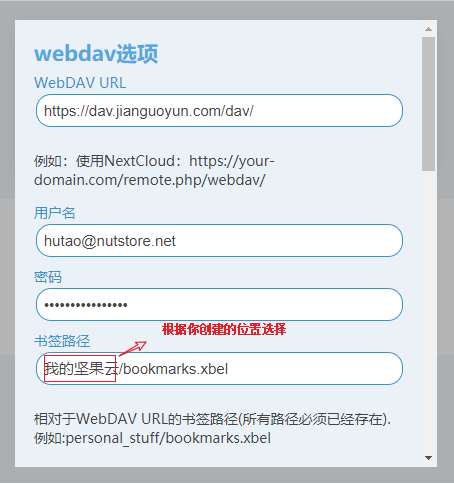 webdav选项
WebDAV URL
https://dav.jianguoyun.com/dav/
例如：使用NextCloud：https://your-
domain.com/remote.php/webdav/
用户名
hutao@nutstore.net
密码
••••••••••••••••
根据你创建的位置选择
书签路径
我的坚果云/bookmarks.xbel
相对于WebDAV URL的书签路径(所有路径必须已经存在).
例如:personal_stuff/bookmarks.xbel